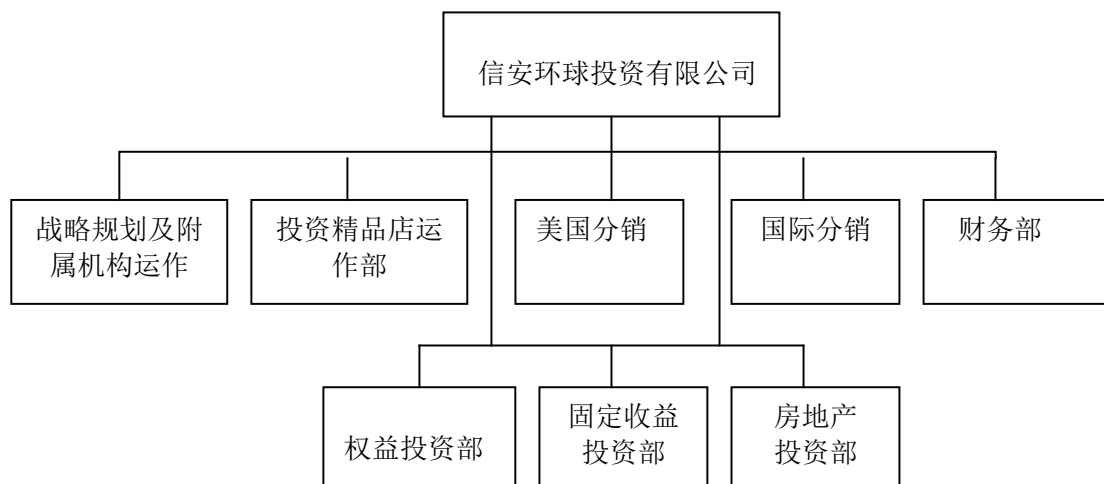 信安环球投资有限公司
战略规划及附
属机构运作
投资精品店运
作部
美国分销
国际分销
财务部
权益投资部
固定收益
投资部
房地产
投资部